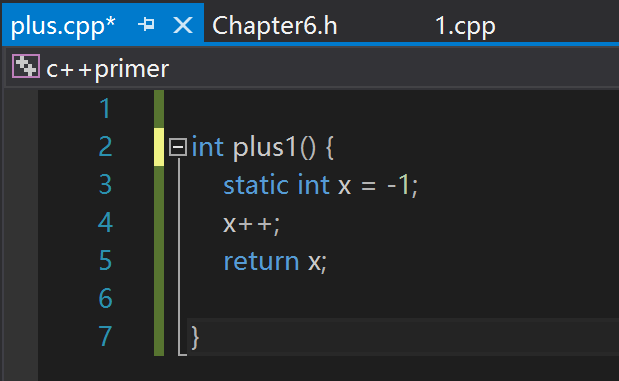 plus.cpp* Chapter6.h 1.cpp
c++primer
1
2 int plus1() {
3 static int x = -1;
4 x++;
5 return x;
6
7 }